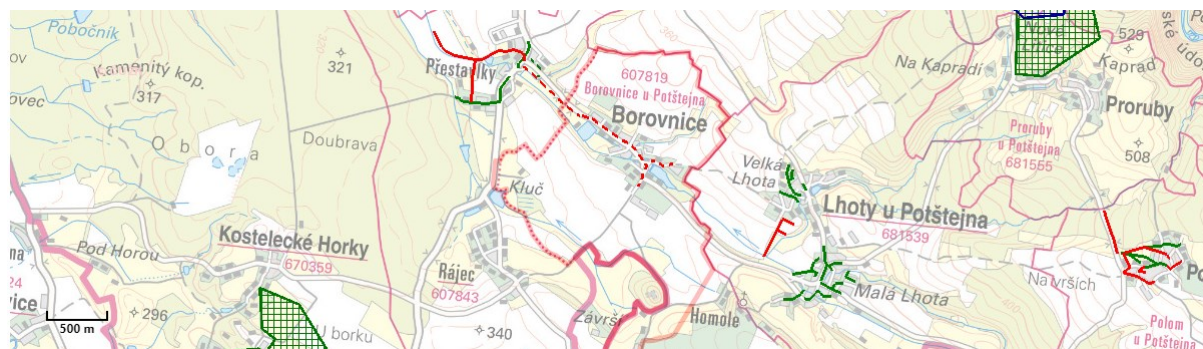 Pobočník
Kamenitý kop.
317
321
Přestavlky
607819
Borovnice u Potštejna
Borovnice
Nová
Lhotce
529
Na Kapradí
Kaprad
Proruby
Proruby
u Potštejna
681555
508
Obora
Doubrava
Kluč
Velká
Lhota
Lhoty u Potštejna
681539
Pod Horou
Kostelecké Horky
670359
Rájec
607843
Na vrších
Malá Lhota
500 m
296
U borku
340
Závrší
Homole
Polom
u Potštejna